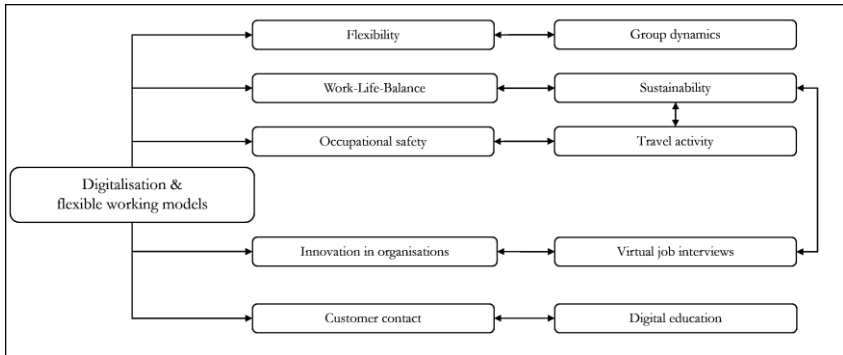 Flexibility
Group dynamics
Work-Life-Balance
Sustainability
Occupational safety
Travel activity
Digitalisation &
flexible working models
Innovation in organisations
Virtual job interviews
Customer contact
Digital education